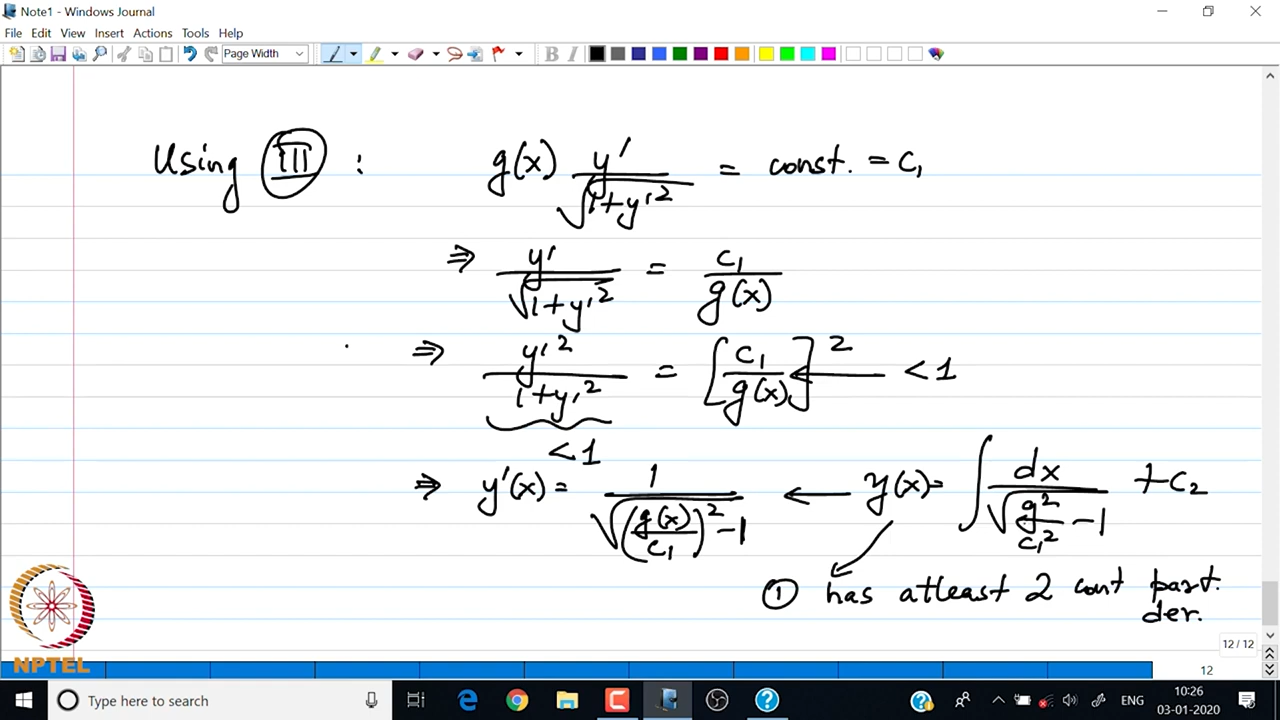 Note1 - Windows Journal
File Edit View Insert Actions Tools Help
Page Width
B I
Using III : g(x) y'/√(1+y'²) = const. = c₁
⇒ y'/√(1+y'²) = c₁/g(x)
⇒ y'²/(1+y'²) = [c₁/g(x)]² ← < 1
< 1
⇒ y'(x) = 1/√((g(x)/c₁)² - 1) ← y(x) = ∫ dx/√(g²/c₁² - 1) + c₂
① has atleast 2 cont part.
der.
NPTEL
12 / 12
12
Type here to search
ENG
10:26
03-01-2020